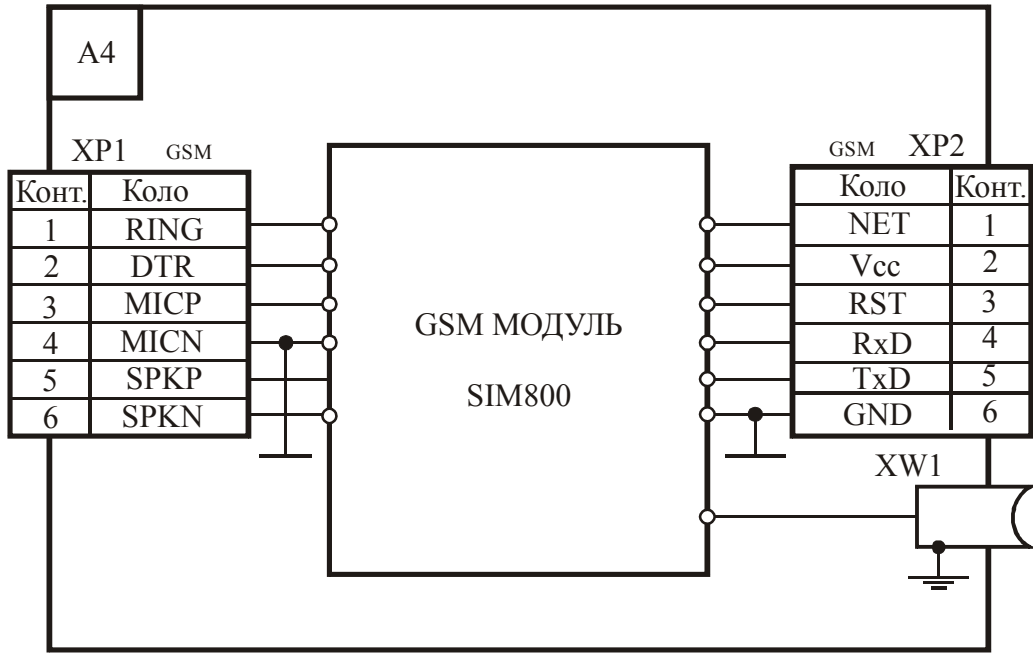 А4
XP1 GSM
Конт. Коло
1 RING
2 DTR
3 MICP
4 MICN
5 SPKP
6 SPKN
GSM МОДУЛЬ
SIM800
GSM XP2
Коло Конт.
NET 1
Vcc 2
RST 3
RxD 4
TxD 5
GND 6
XW1